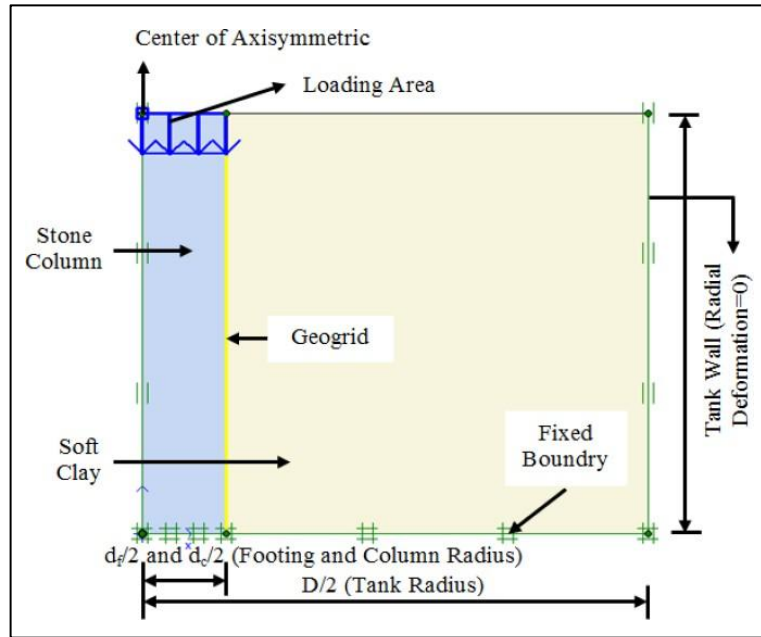 Center of Axisymmetric
Loading Area
Stone
Column
Geogrid
Tank Wall (Radial
Deformation=0)
Soft
Clay
Fixed
Boundry
x
df/2 and dc/2 (Footing and Column Radius)
D/2 (Tank Radius)